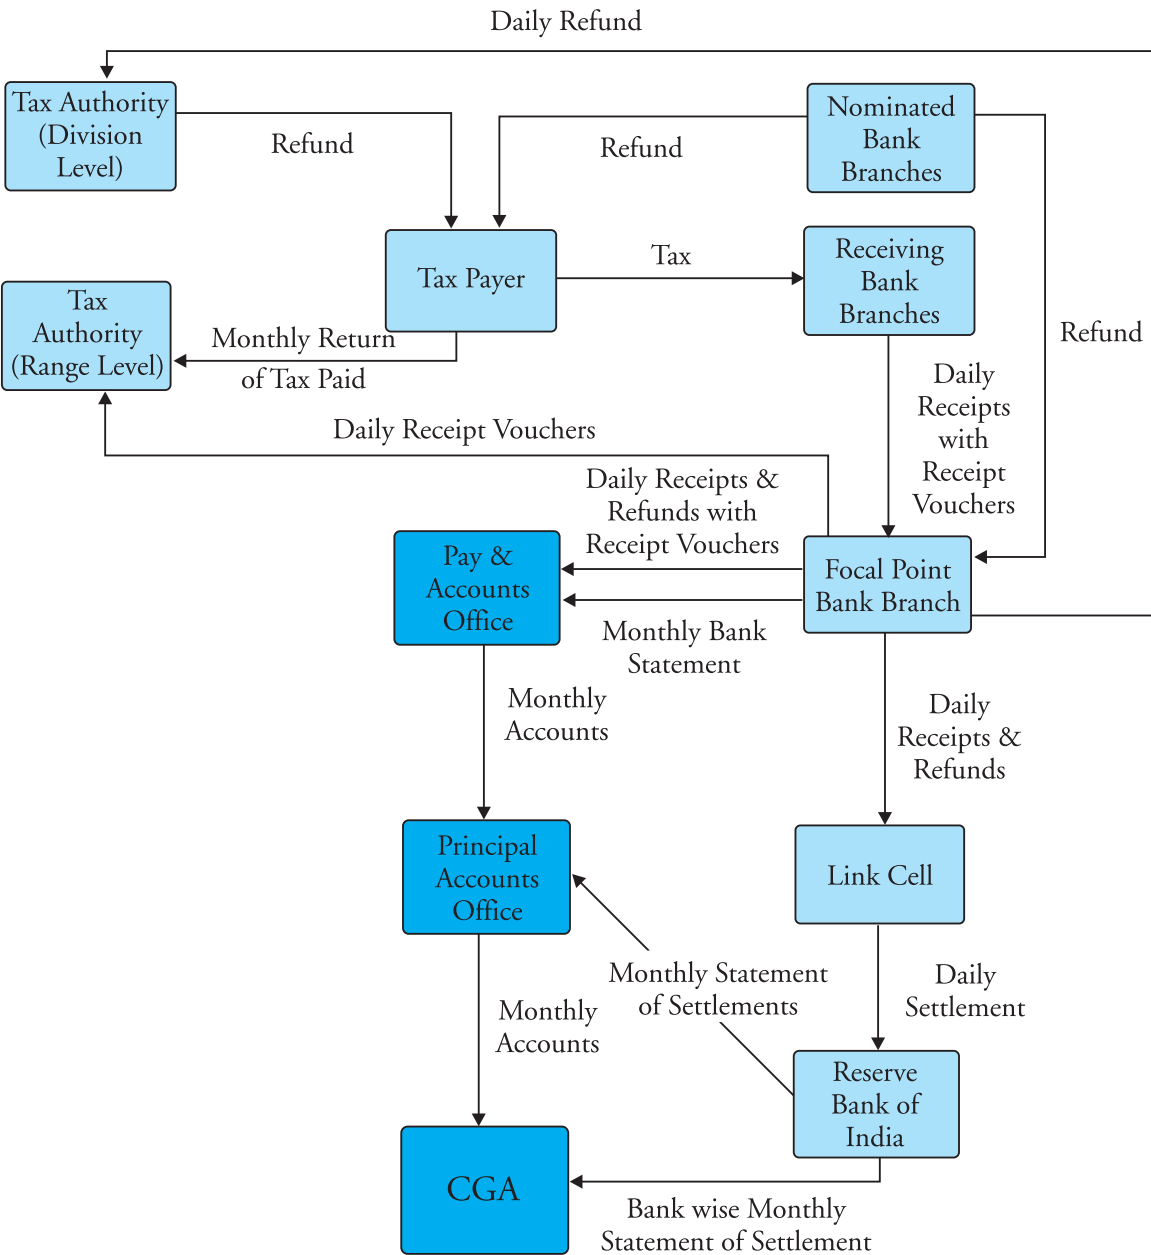 Daily Refund
Tax Authority
(Division
Level)
Refund
Refund
Nominated
Bank
Branches
Tax Payer
Tax
Receiving
Bank
Branches
Refund
Tax
Authority
(Range Level)
Monthly Return
of Tax Paid
Daily
Receipts
with
Receipt
Vouchers
Daily Receipt Vouchers
Daily Receipts &
Refunds with
Receipt Vouchers
Pay &
Accounts
Office
Focal Point
Bank Branch
Monthly Bank
Statement
Monthly
Accounts
Daily
Receipts &
Refunds
Principal
Accounts
Office
Link Cell
Monthly Statement
of Settlements
Daily
Settlement
Monthly
Accounts
Reserve
Bank of
India
CGA
Bank wise Monthly
Statement of Settlement